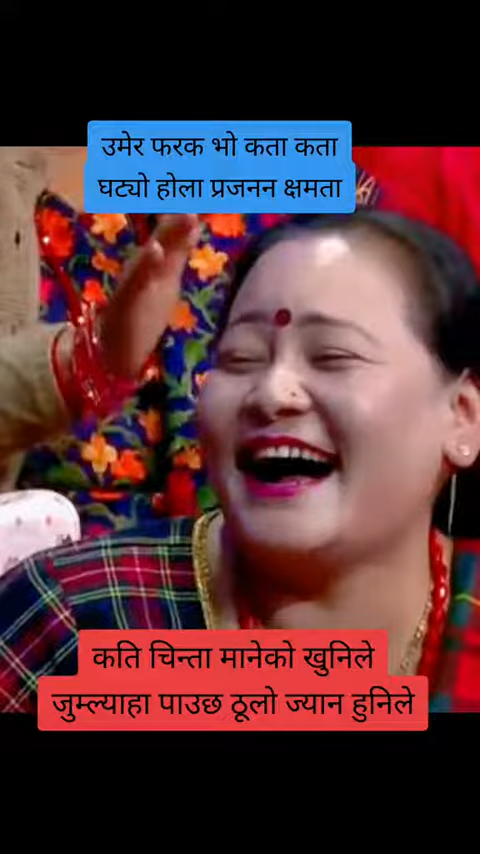 उमेर फरक भो कता कता
घट्यो होला प्रजनन क्षमता
कति चिन्ता मानेको खुनिले
जुम्ल्याहा पाउछ ठूलो ज्यान हुनिले